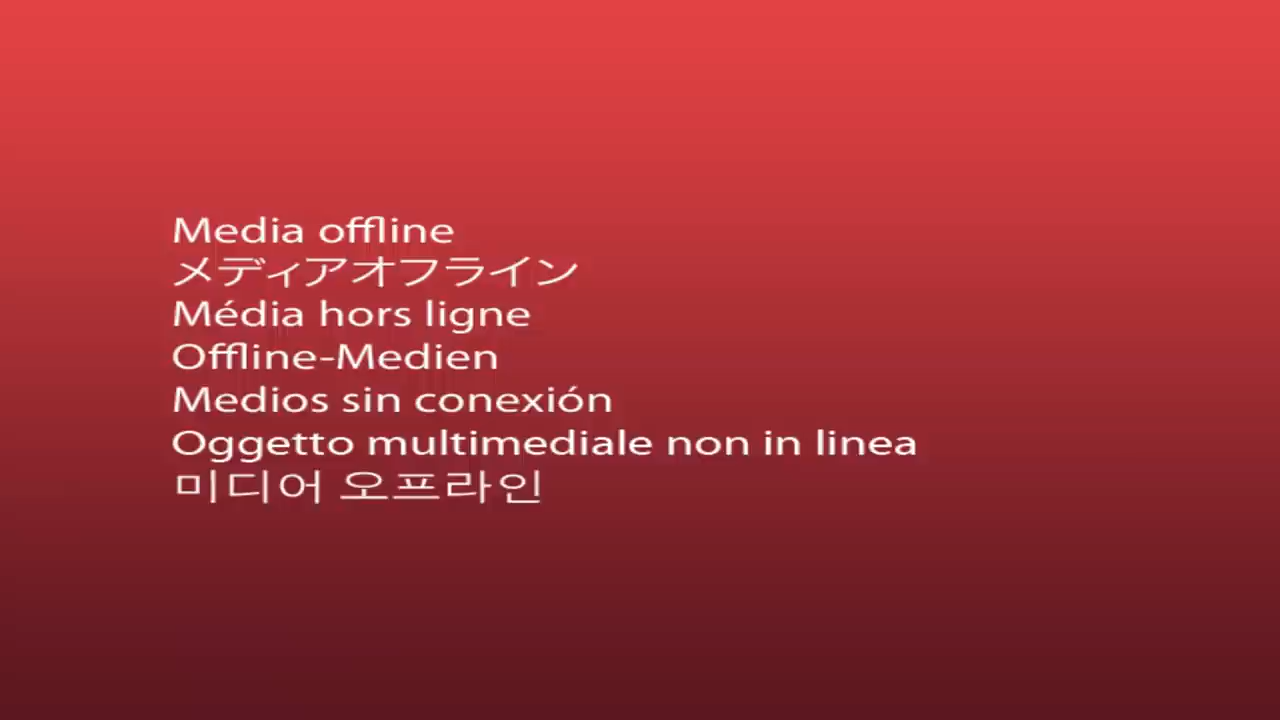 Media offline
メディアオフライン
Média hors ligne
Offline-Medien
Medios sin conexión
Oggetto multimediale non in linea
미디어 오프라인